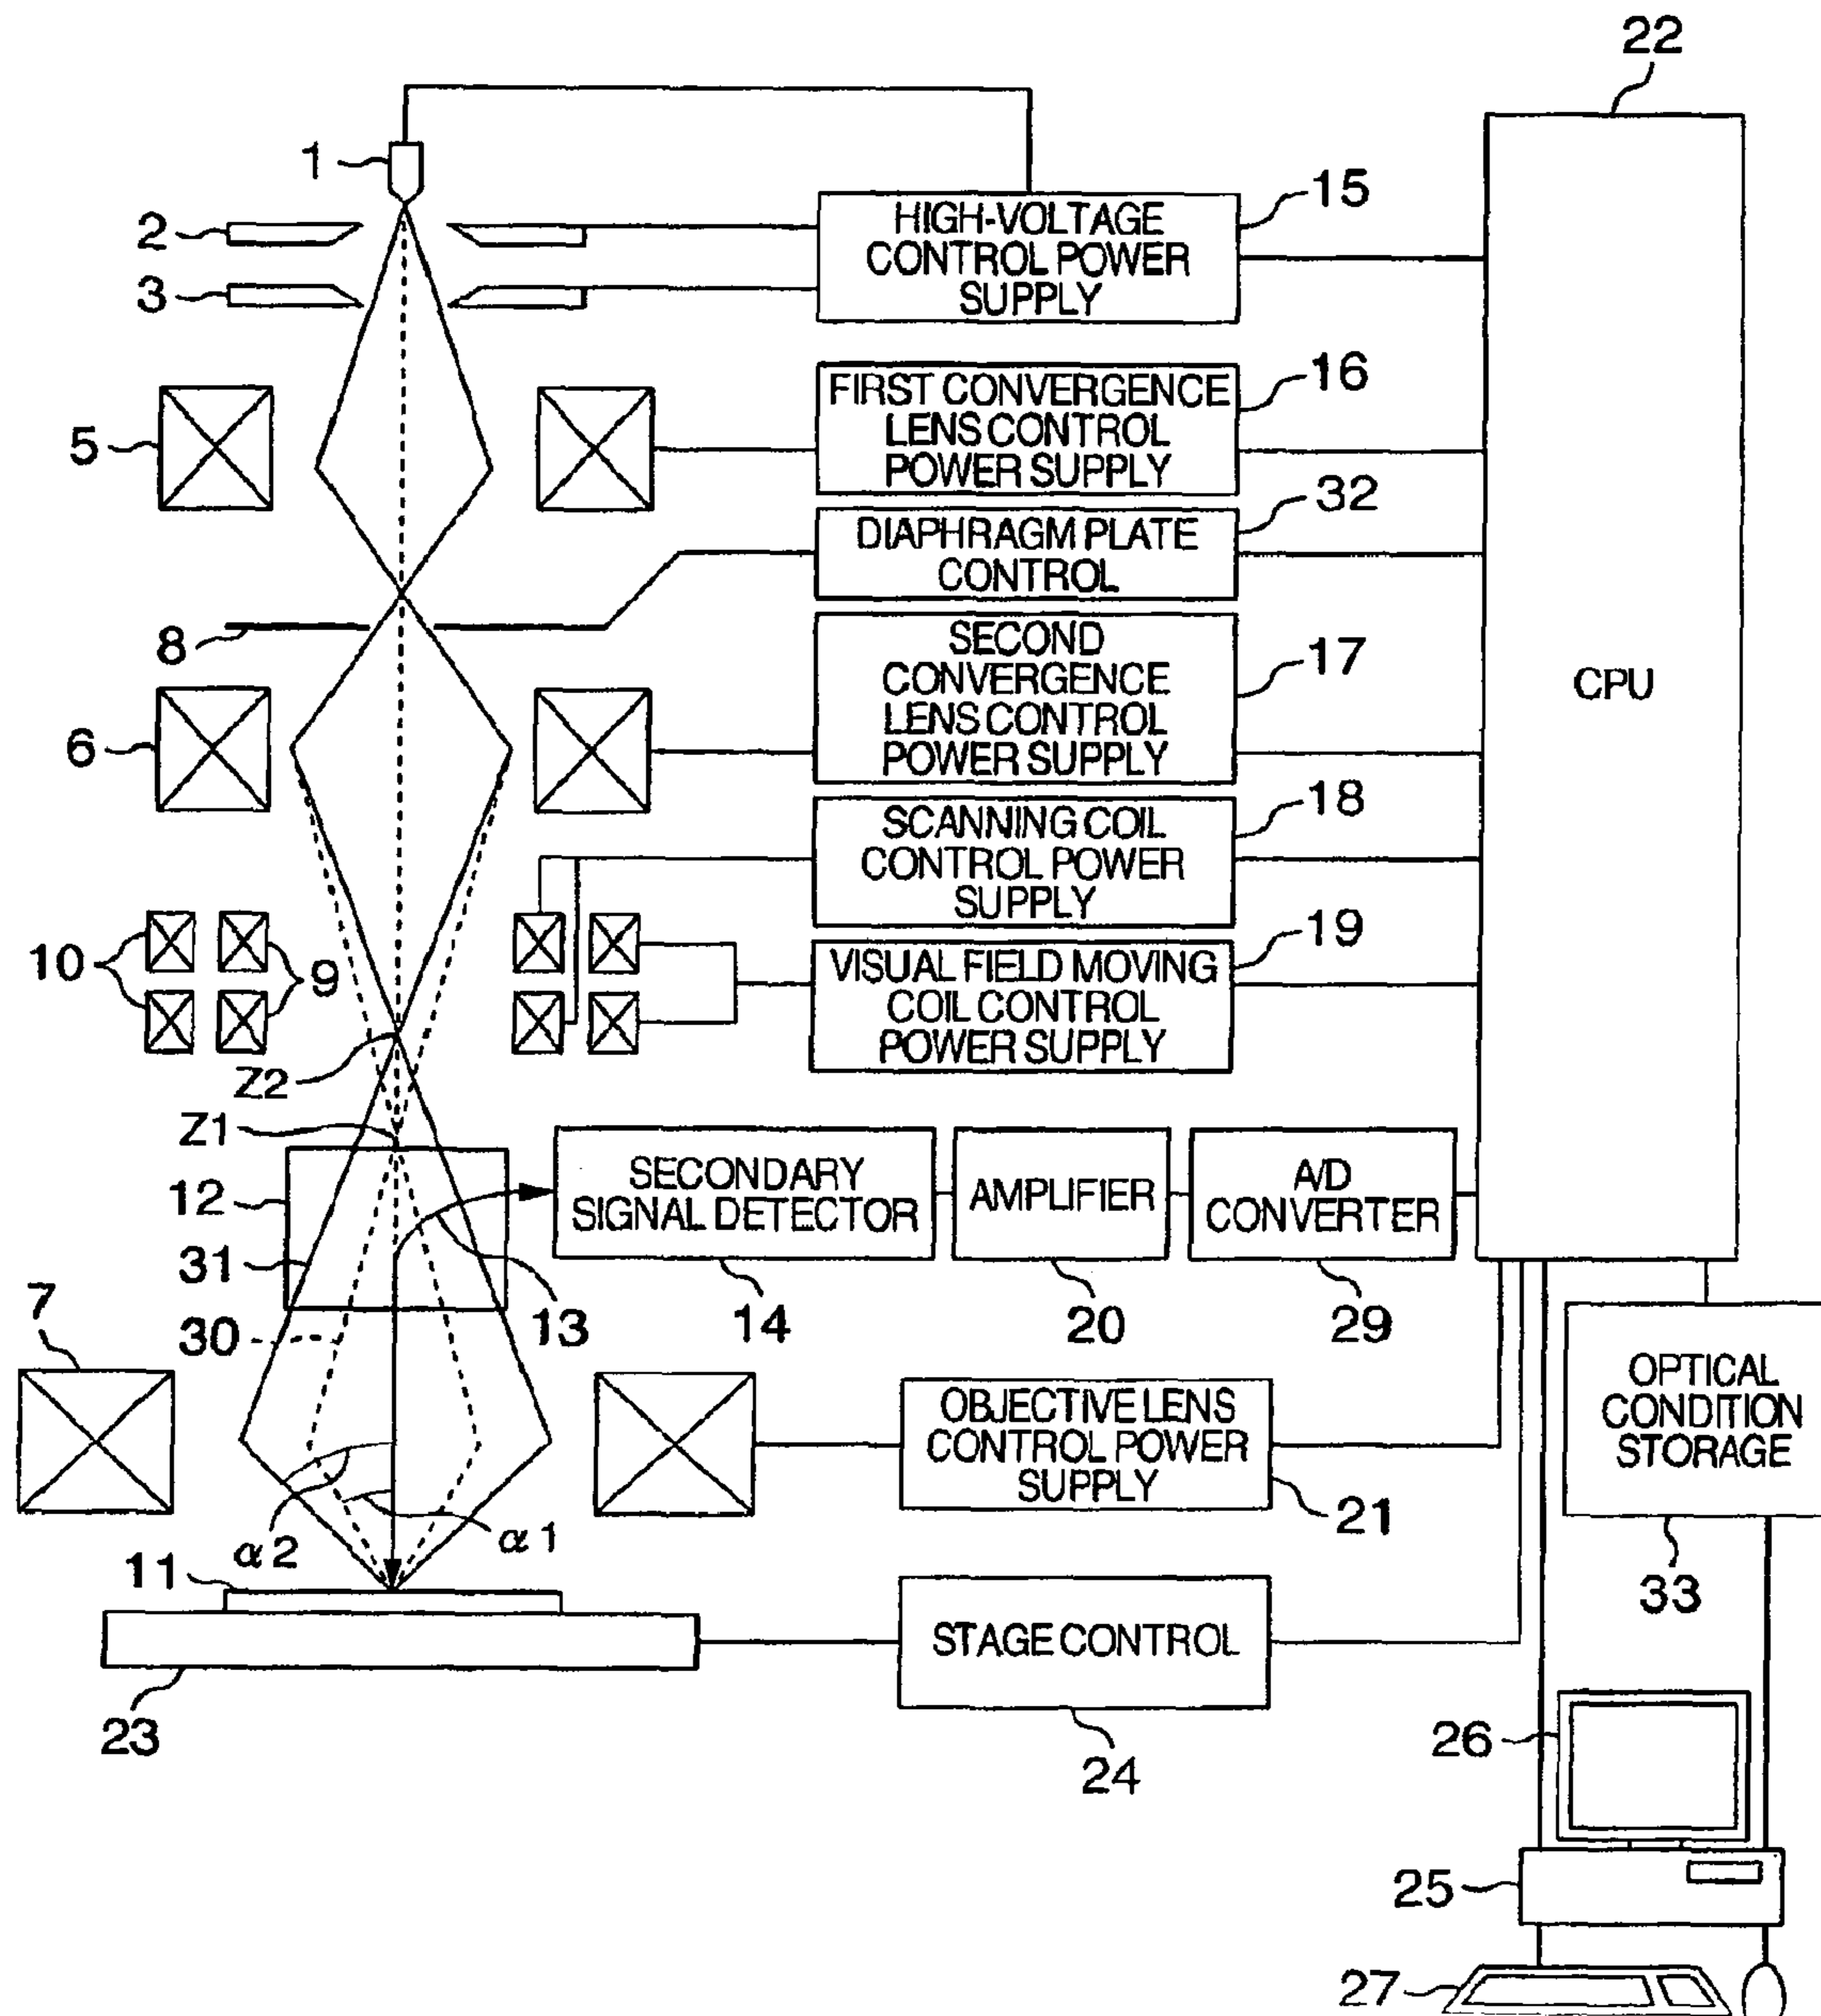 22
1
2
HIGH-VOLTAGE
CONTROL POWER
SUPPLY
15
3
FIRST CONVERGENCE
LENS CONTROL
POWER SUPPLY
16
5
DIAPHRAGM PLATE
CONTROL
32
8
SECOND
CONVERGENCE
LENS CONTROL
POWER SUPPLY
17
CPU
6
SCANNING COIL
CONTROL POWER
SUPPLY
18
10
9
VISUAL FIELD MOVING
COIL CONTROL
POWER SUPPLY
19
Z2
Z1
12
SECONDARY
SIGNAL DETECTOR
AMPLIFIER
A/D
CONVERTER
31
13
14
20
29
30
7
OBJECTIVE LENS
CONTROL POWER
SUPPLY
21
OPTICAL
CONDITION
STORAGE
33
α2
α1
11
STAGE CONTROL
23
24
26
25
27